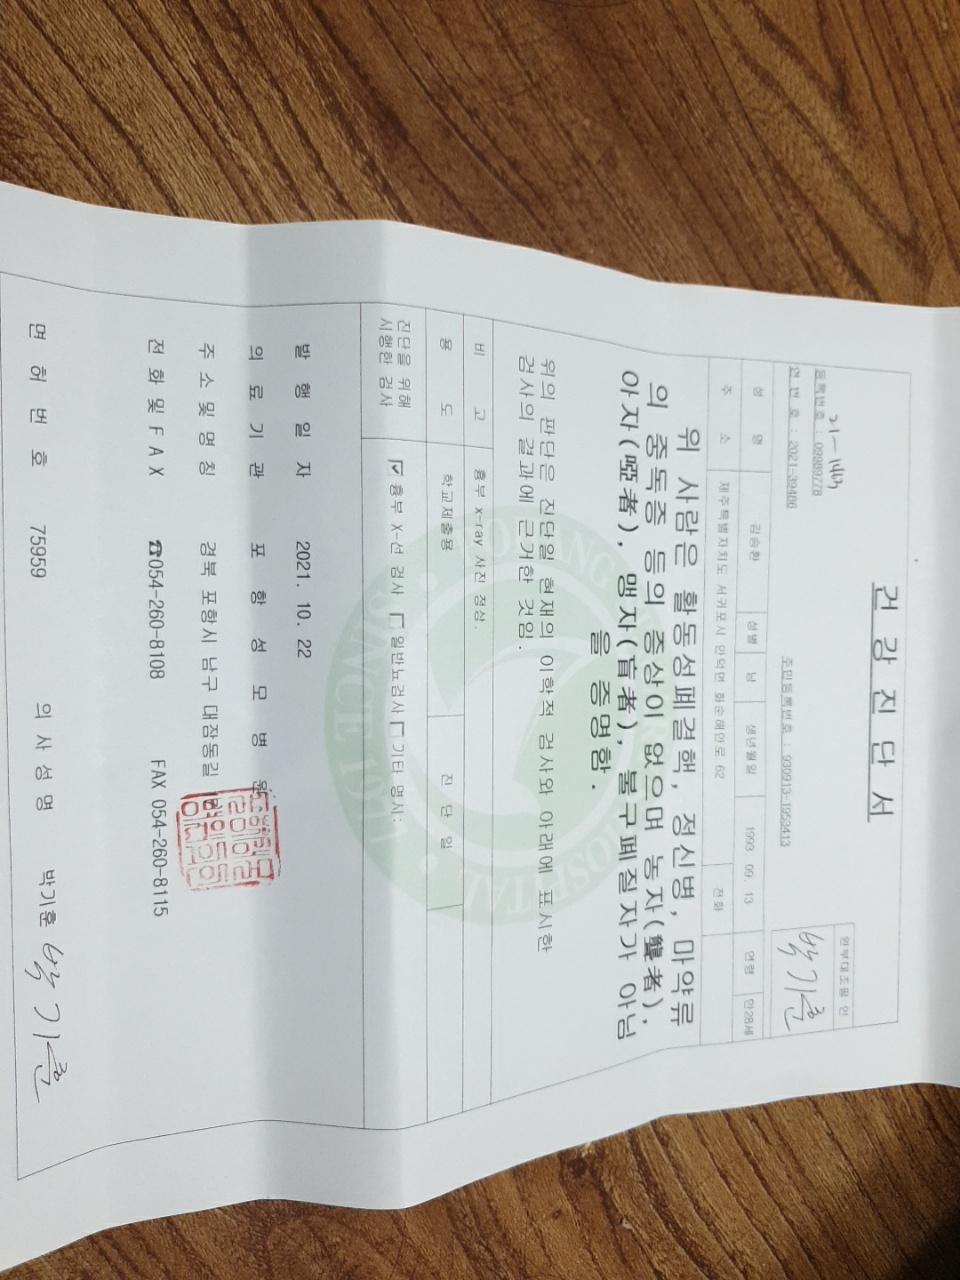 건 강 진 단 서
원부대조필 인
박기훈
등록번호 : 09989778
21-1463
연 번 호 : 2021-39486
주민등록번호 : 930913-1953413
성 명 김승환 성별 남 생년월일 1993. 09. 13 연령 만28세
주 소 제주특별자치도 서귀포시 안덕면 화순해안로 62 전화
위 사람은 활동성폐결핵, 정신병, 마약류
의 중독증 등의 증상이 없으며 농자(聾者),
아자(啞者), 맹자(盲者), 불구폐질자가 아님
을 증명함.
위의 판단은 진단일 현재의 이학적 검사와 아래에 표시한
검사의 결과에 근거한 것임.
비 고 흉부 x-ray 사진 정상.
용 도 학교제출용 진 단 일
진단을 위해
시행한 검사
☑흉부 X-선 검사 □일반뇨검사 □기타 명시:
발 행 일 자 2021. 10. 22
의 료 기 관 포 항 성 모 병 원
주 소 및 명 칭 경북 포항시 남구 대잠동길
전 화 및 F A X ☎054-260-8108 FAX 054-260-8115
면 허 번 호 75959 의 사 성 명 박기훈 박기훈
HOSPITAL
SINCE